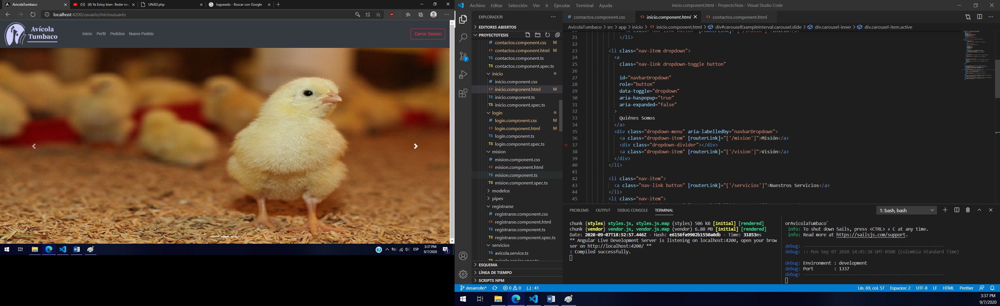 AvicolaTumbaco
(4) Ya Estoy bien- Beder mu
UNAD.php
logueado - Buscar con Google
localhost:4200/usuario/iniciousuario
Avícola
Tumbaco
Inicio Perfil Pedidos Nuevo Pedido
Cerrar Sesion
ESP
3:37 PM
9/7/2020
1
Archivo Editar Selección Ver Ir Ejecutar Terminal Ayuda
inicio.component.html - ProyectoTesis - Visual Studio Code
EXPLORADOR
EDITORES ABIERTOS
PROYECTOTESIS
# contactos.component.css M
<> contactos.component.html M
TS contactos.component.ts
TS contactos.component.spec.ts
inicio
# inicio.component.css
<> inicio.component.html M
TS inicio.component.ts
TS inicio.component.spec.ts
login
# login.component.css M
<> login.component.html M
TS login.component.ts
TS login.component.spec.ts
mision
# mision.component.css
<> mision.component.html
TS mision.component.ts
TS mision.component.spec.ts
modelos
pipes
registrarse
# registrarse.component.css
<> registrarse.component.html
TS registrarse.component.ts
TS registrarse.component.spec.ts
servicios
TS avicola.service.ts
TS avicola.service.spec.ts
ESQUEMA
LÍNEA DE TIEMPO
SCRIPTS NPM
7
# contactos.component.css
<> inicio.component.html
<> contactos.component.html
AvicolaTumbaco > src > app > inicio > <> inicio.component.html > div#carouselExampleInterval.carousel.slide > div.carousel-inner > div.carousel-item.active
21 </li>
22
23 <li class="nav-item dropdown">
24 <a
25 class="nav-link dropdown-toggle button"
26
27 id="navbarDropdown"
28 role="button"
29 data-toggle="dropdown"
30 aria-haspopup="true"
31 aria-expanded="false"
32 >
33 Quiénes Somos
34 </a>
35 <div class="dropdown-menu" aria-labelledby="navbarDropdown">
36 <a class="dropdown-item" [routerLink]="['/mision']">Misión</a>
37 <div class="dropdown-divider"></div>
38 <a class="dropdown-item" [routerLink]="['/vision']">Visión</a>
39 </div>
40 </li>
41
42 <li class="nav-item">
43 <a class="nav-link button" [routerLink]="['/servicios']">Nuestros Servicios</a>
44 </li>
45 <li class="nav-item">
PROBLEMS OUTPUT DEBUG CONSOLE TERMINAL
1: bash, bash
chunk {styles} styles.js, styles.js.map (styles) 506 kB [initial] [rendered]
chunk {vendor} vendor.js, vendor.js.map (vendor) 6.88 MB [initial] [rendered]
Date: 2020-09-07T18:52:57.446Z - Hash: e6156fa9902b1550a0db - Time: 31853ms
** Angular Live Development Server is listening on localhost:4200, open your brow
ser on http://localhost:4200/ **
: Compiled successfully.
orAvicolaTumbaco`
info: To shut down Sails, press <CTRL> + C at any time.
info: Read more at https://sailsjs.com/support.
debug: -------------------------------------------------------
debug: :: Mon Sep 07 2020 14:45:38 GMT-0500 (Colombia Standard Time)
debug: Environment : development
debug: Port : 1337
debug: -------------------------------------------------------
desarrollo* 0 0 {..} : 41
Lín. 69, col. 57 Espacios: 2 UTF-8 LF HTML Prettier
3:37 PM
9/7/2020